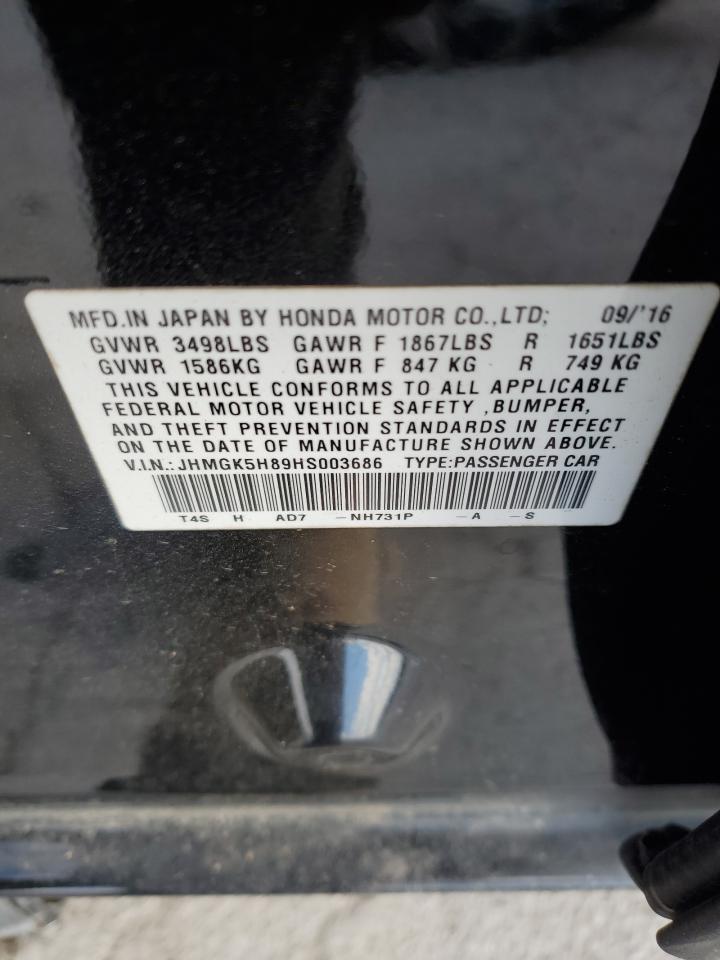 MFD.IN JAPAN BY HONDA MOTOR CO.,LTD; 09/'16
GVWR 3498LBS GAWR F 1867LBS R 1651LBS
GVWR 1586KG GAWR F 847 KG R 749 KG
THIS VEHICLE CONFORMS TO ALL APPLICABLE
FEDERAL MOTOR VEHICLE SAFETY ,BUMPER,
AND THEFT PREVENTION STANDARDS IN EFFECT
ON THE DATE OF MANUFACTURE SHOWN ABOVE.
V.I.N.: JHMGK5H89HS003686 TYPE:PASSENGER CAR
T4S H AD7 -NH731P -A -S